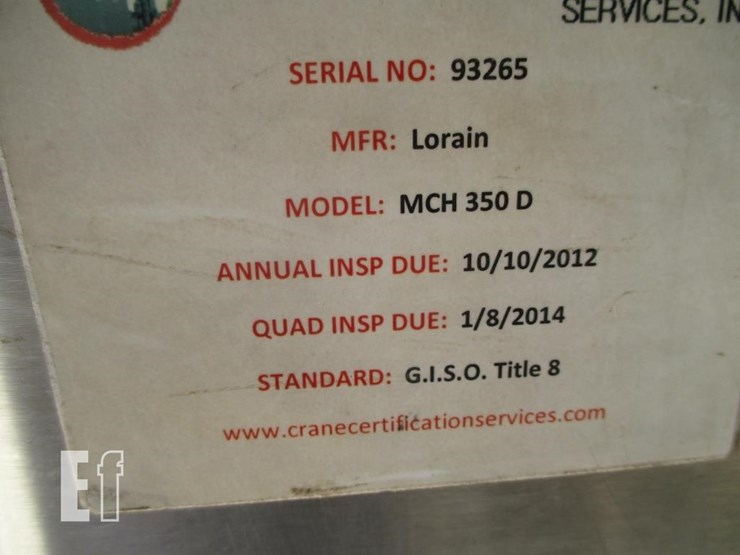 SERVICES, IN
SERIAL NO: 93265
MFR: Lorain
MODEL: MCH 350 D
ANNUAL INSP DUE: 10/10/2012
QUAD INSP DUE: 1/8/2014
STANDARD: G.I.S.O. Title 8
www.cranecertificationservices.com
Ef